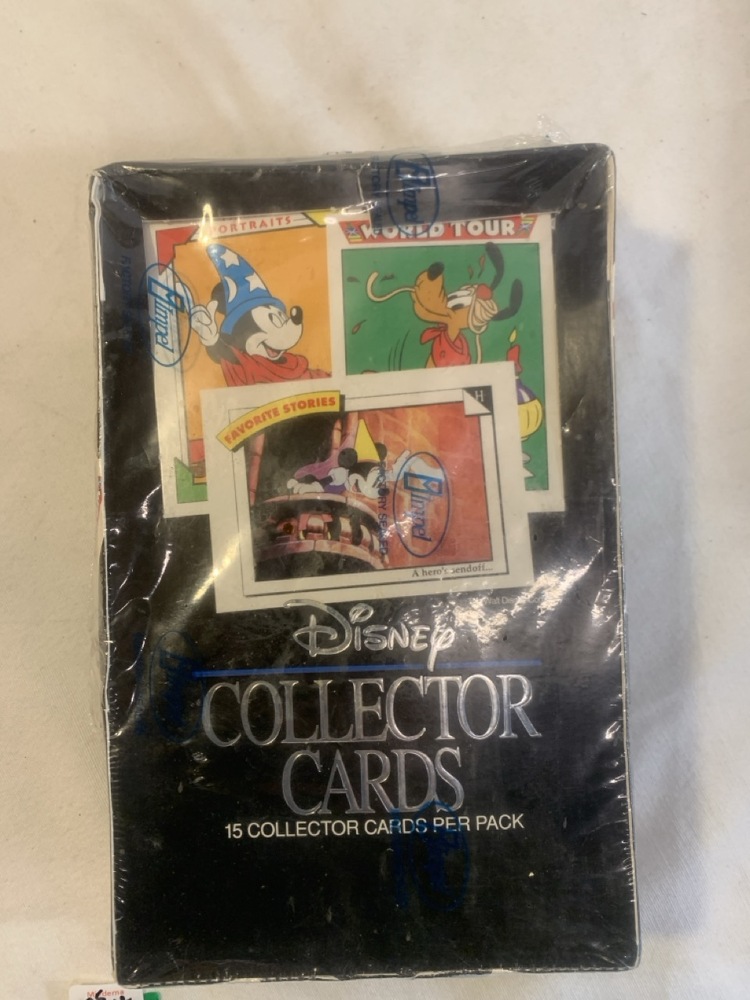 Impel
PORTRAITS
WORLD TOUR
Impel
FAVORITE STORIES
H
Impel
A hero's sendoff...
DISNEY
COLLECTOR
CARDS
15 COLLECTOR CARDS PER PACK